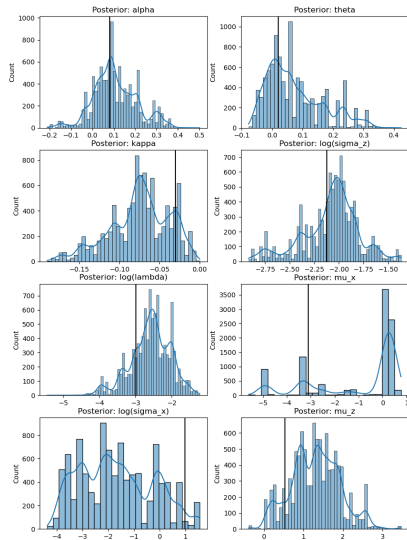 Posterior: alpha
Posterior: theta
1000
800
600
400
200
0
Count
−0.2 −0.1 0.0 0.1 0.2 0.3 0.4 0.5
1000
800
600
400
200
0
Count
−0.1 0.0 0.1 0.2 0.3 0.4
Posterior: kappa
Posterior: log(sigma_z)
800
600
400
200
0
Count
−0.15 −0.10 −0.05 0.00
700
600
500
400
300
200
100
0
Count
−2.75 −2.50 −2.25 −2.00 −1.75 −1.50
Posterior: log(lambda)
Posterior: mu_x
800
600
400
200
0
Count
−5 −4 −3 −2
3500
3000
2500
2000
1500
1000
500
0
Count
−5 −4 −3 −2 −1 0 1
Posterior: log(sigma_x)
Posterior: mu_z
1000
800
600
400
200
0
Count
−4 −3 −2 −1 0 1
600
500
400
300
200
100
0
Count
0 1 2 3